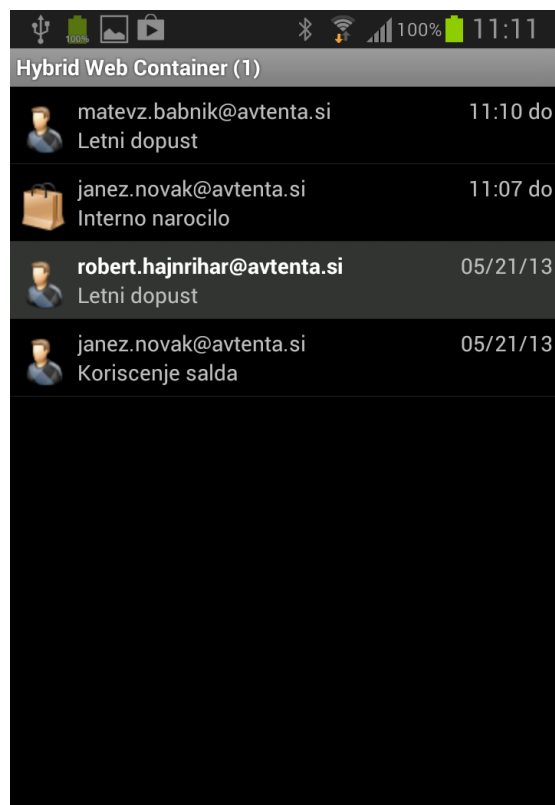 100%
100%
11:11
Hybrid Web Container (1)
matevz.babnik@avtenta.si
11:10 do
Letni dopust
janez.novak@avtenta.si
11:07 do
Interno narocilo
robert.hajnrihar@avtenta.si
05/21/13
Letni dopust
janez.novak@avtenta.si
05/21/13
Koriscenje salda